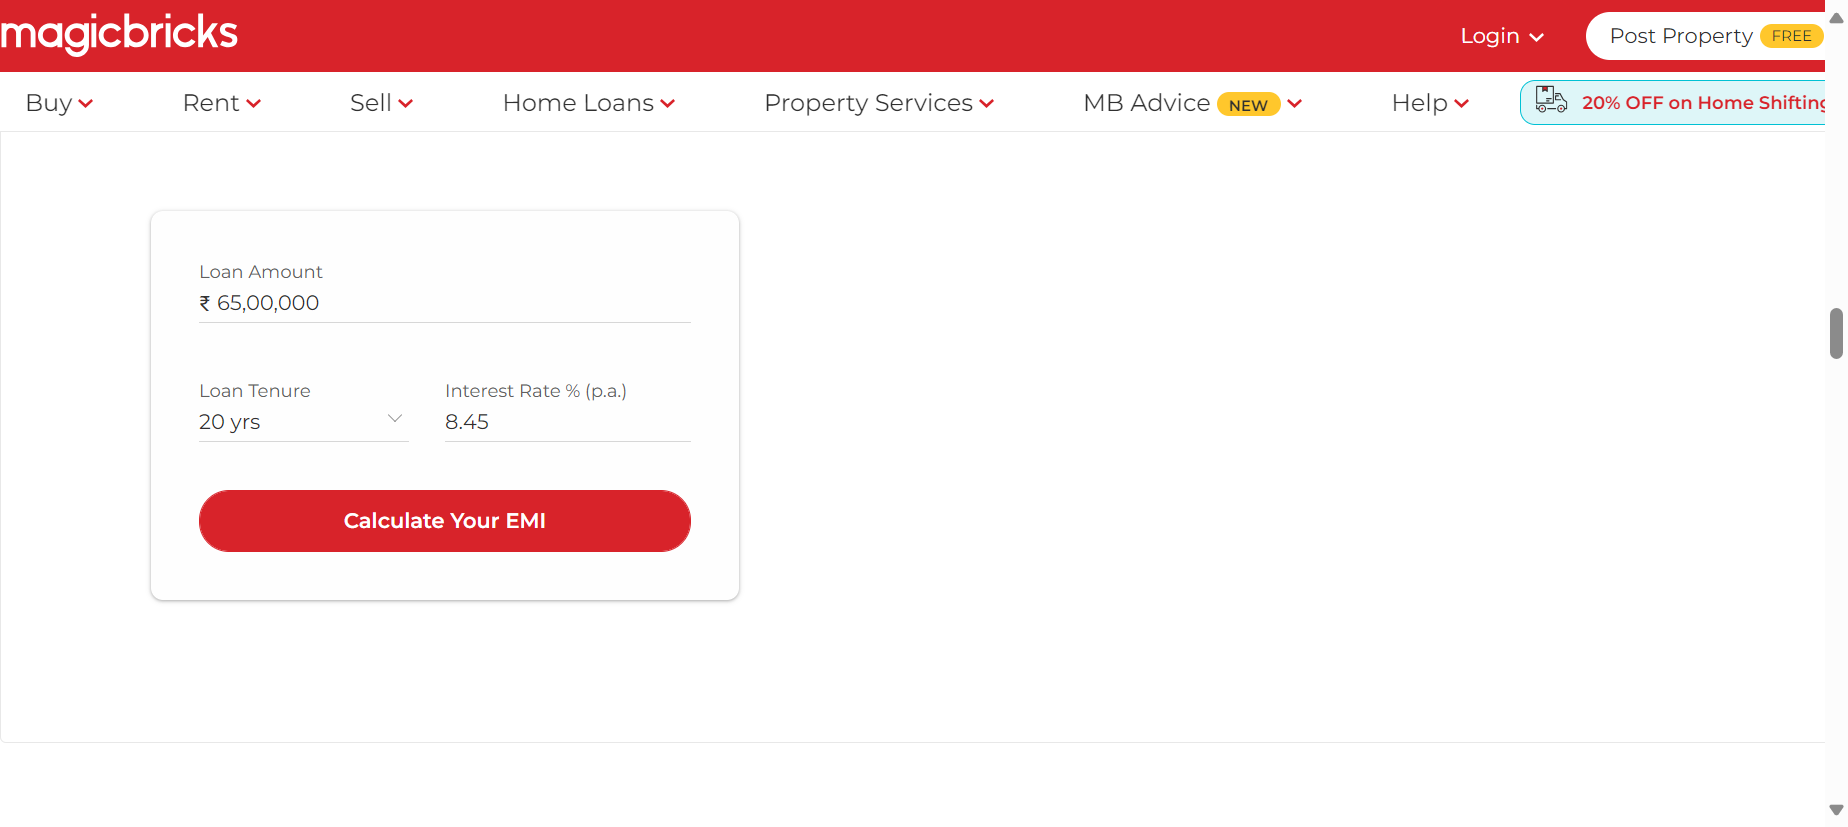 magicbricks
Login
Post Property FREE
Buy
Rent
Sell
Home Loans
Property Services
MB Advice NEW
Help
20% OFF on Home Shifting
Loan Amount
₹ 65,00,000
Loan Tenure
20 yrs
Interest Rate % (p.a.)
8.45
Calculate Your EMI